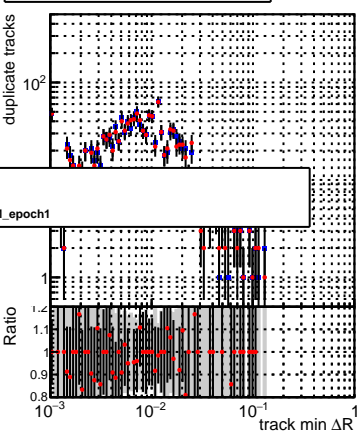 duplicate tracks
10²
l_epoch1
1
Ratio
1.2
1.1
1
0.9
0.8
10⁻³
10⁻²
10⁻¹
1
track min ΔR